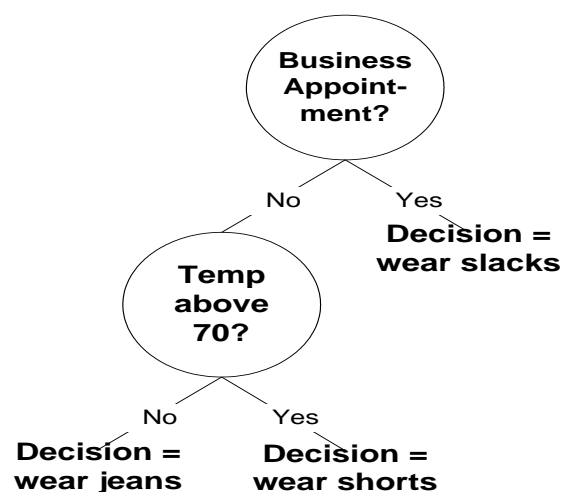 Business
Appoint-
ment?
No
Yes
Decision =
wear slacks
Temp
above
70?
No
Yes
Decision =
wear jeans
Decision =
wear shorts